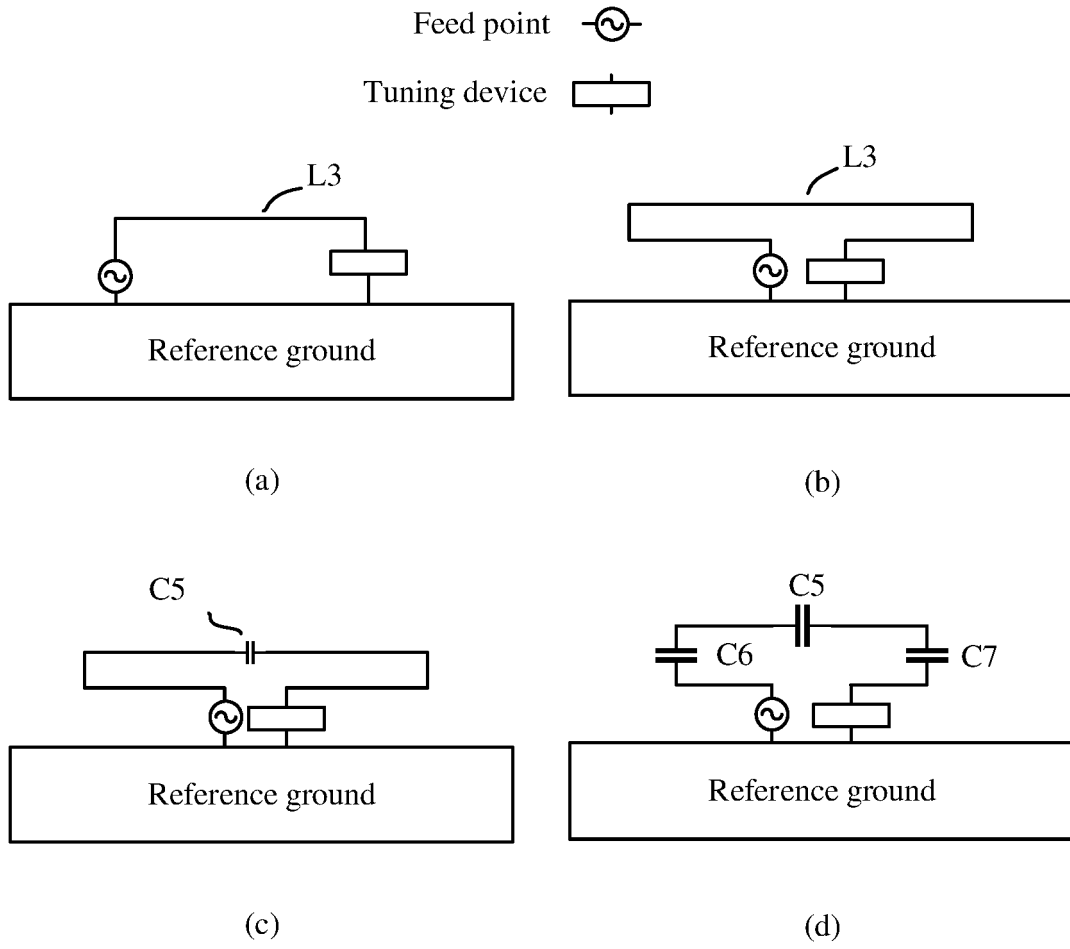 Feed point
Tuning device
L3
L3
Reference ground
Reference ground
(a)
(b)
C5
C5
C6
C7
Reference ground
Reference ground
(c)
(d)